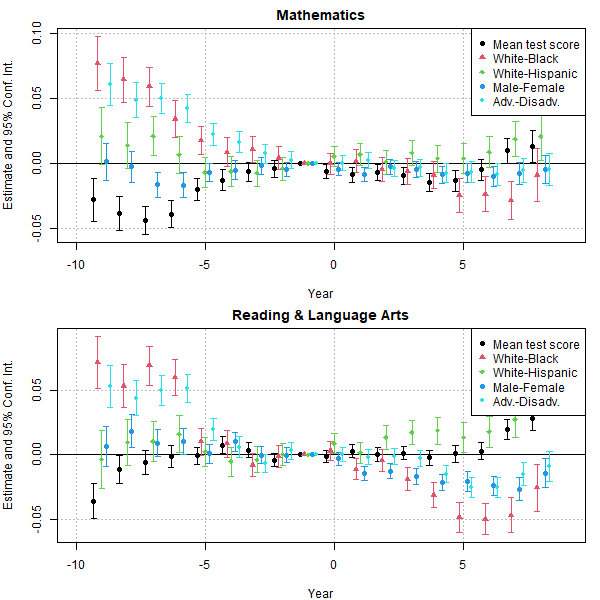 Mathematics
Estimate and 95% Conf. Int.
0.10
0.05
0.00
-0.05
Mean test score
White-Black
White-Hispanic
Male-Female
Adv.-Disadv.
-10 -5 0 5
Year
Reading & Language Arts
Estimate and 95% Conf. Int.
0.05
0.00
-0.05
Mean test score
White-Black
White-Hispanic
Male-Female
Adv.-Disadv.
-10 -5 0 5
Year